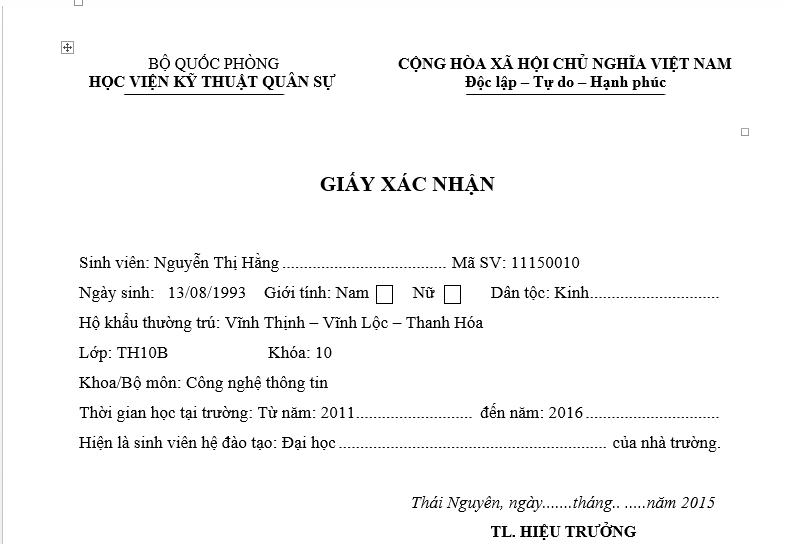 BỘ QUỐC PHÒNG
HỌC VIỆN KỸ THUẬT QUÂN SỰ
CỘNG HÒA XÃ HỘI CHỦ NGHĨA VIỆT NAM
Độc lập – Tự do – Hạnh phúc
GIẤY XÁC NHẬN
Sinh viên: Nguyễn Thị Hằng....................................... Mã SV: 11150010
Ngày sinh: 13/08/1993 Giới tính: Nam □ Nữ □ Dân tộc: Kinh..............................
Hộ khẩu thường trú: Vĩnh Thịnh – Vĩnh Lộc – Thanh Hóa
Lớp: TH10B Khóa: 10
Khoa/Bộ môn: Công nghệ thông tin
Thời gian học tại trường: Từ năm: 2011........................... đến năm: 2016...............................
Hiện là sinh viên hệ đào tạo: Đại học.............................................................. của nhà trường.
Thái Nguyên, ngày.......tháng.. .....năm 2015
TL. HIỆU TRƯỞNG